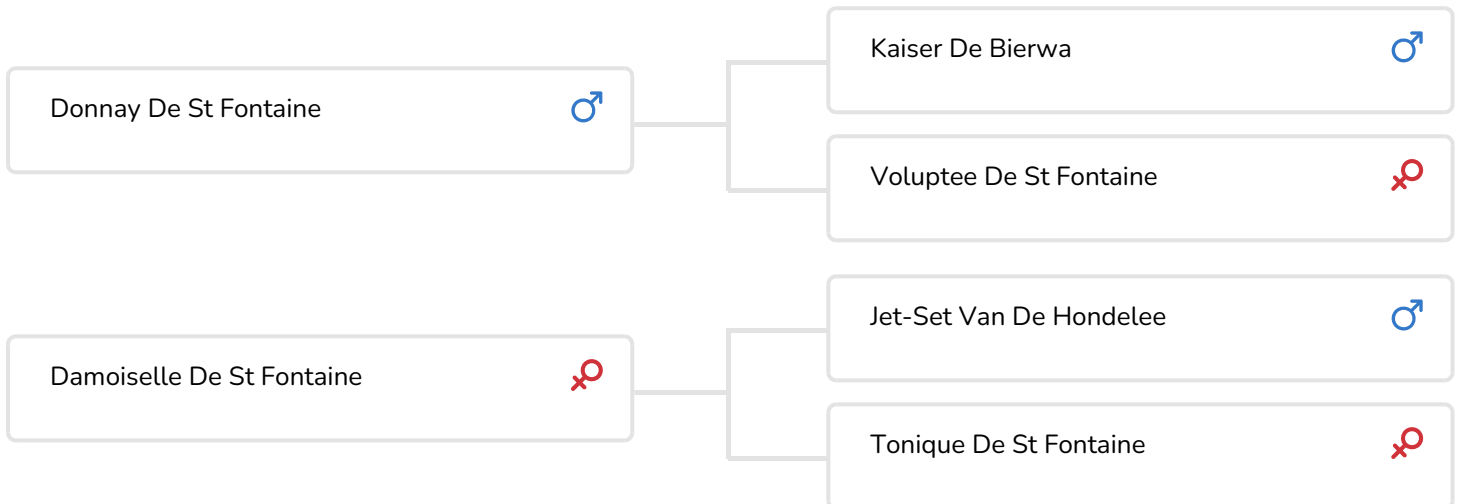 Kaiser De Bierwa
Donnay De St Fontaine
Voluptee De St Fontaine
Jet-Set Van De Hondelee
Damoiselle De St Fontaine
Tonique De St Fontaine